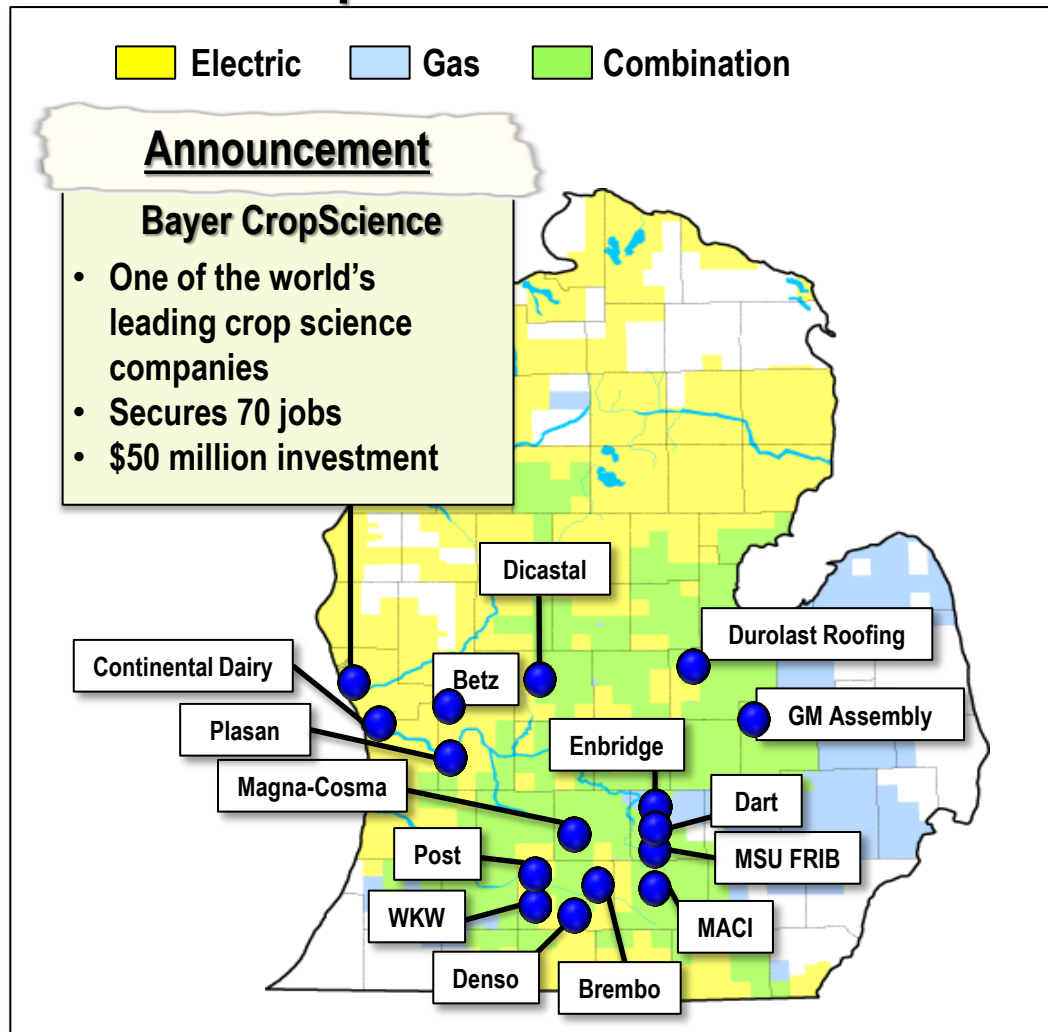 Electric Gas Combination
Announcement
Bayer CropScience
• One of the world’s
leading crop science
companies
• Secures 70 jobs
• $50 million investment
Dicastal
Durolast Roofing
Continental Dairy
Betz
GM Assembly
Plasan
Enbridge
Magna-Cosma
Dart
Post
MSU FRIB
WKW
MACI
Denso
Brembo